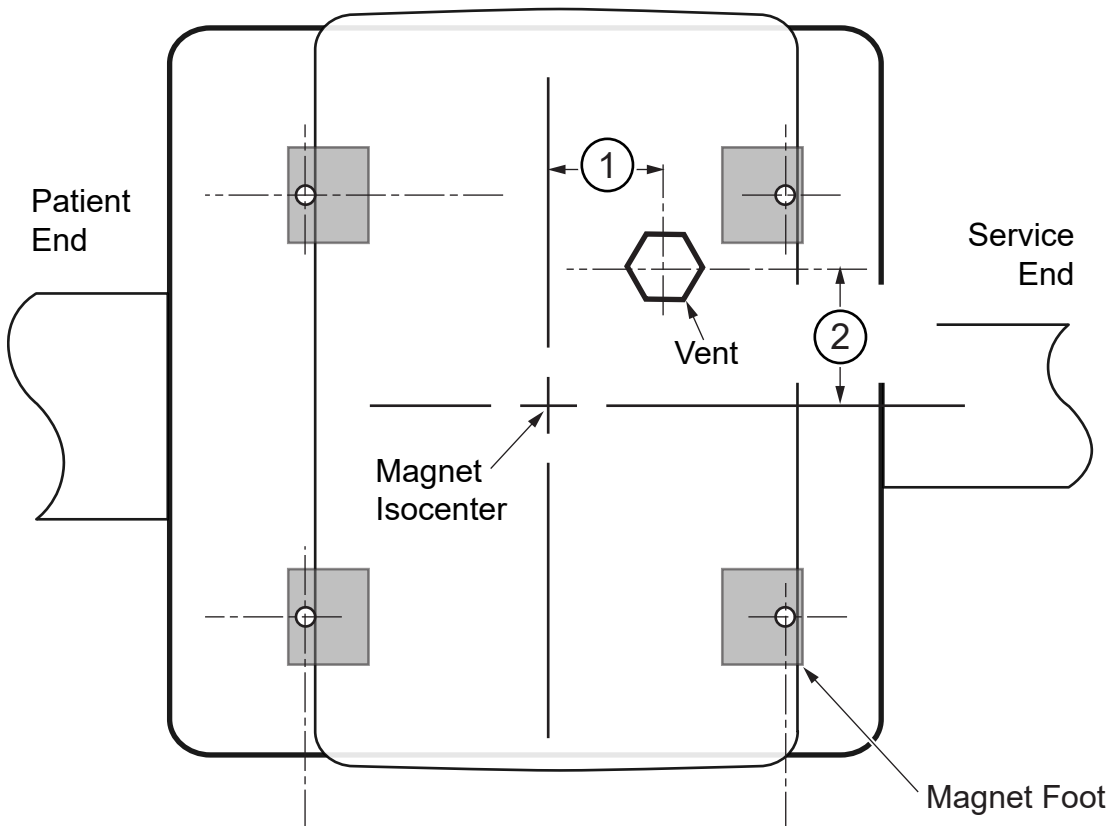 1
Patient
End
Service
End
Vent
2
Magnet
Isocenter
Magnet Foot